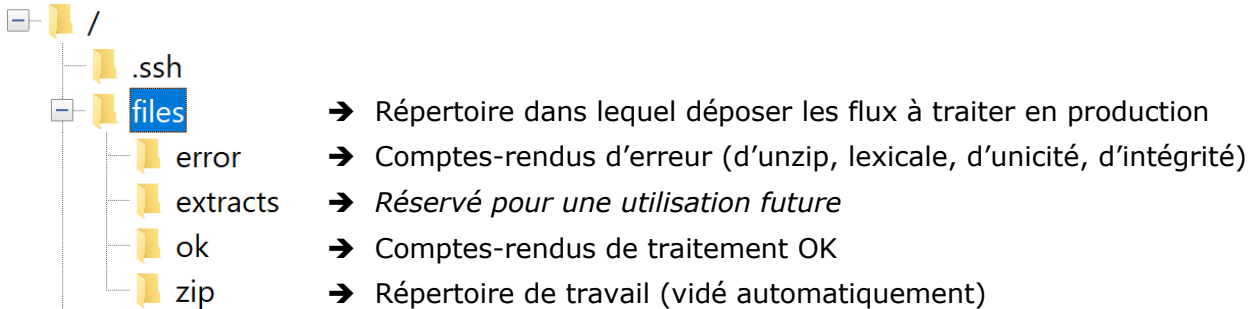 /
.ssh
files ➔ Répertoire dans lequel déposer les flux à traiter en production
error ➔ Comptes-rendus d’erreur (d’unzip, lexicale, d’unicité, d’intégrité)
extracts ➔ Réservé pour une utilisation future
ok ➔ Comptes-rendus de traitement OK
zip ➔ Répertoire de travail (vidé automatiquement)